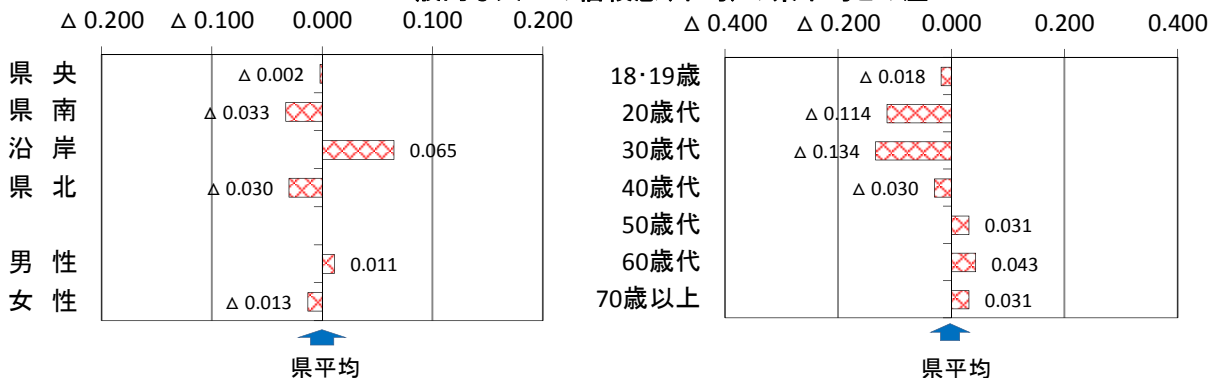 △ 0.200 △ 0.100 0.000 0.100 0.200
県 央 △ 0.002
県 南 △ 0.033
沿 岸 0.065
県 北 △ 0.030
男 性 0.011
女 性 △ 0.013
県平均
△ 0.400 △ 0.200 0.000 0.200 0.400
18・19歳 △ 0.018
20歳代 △ 0.114
30歳代 △ 0.134
40歳代 △ 0.030
50歳代 0.031
60歳代 0.043
70歳以上 0.031
県平均